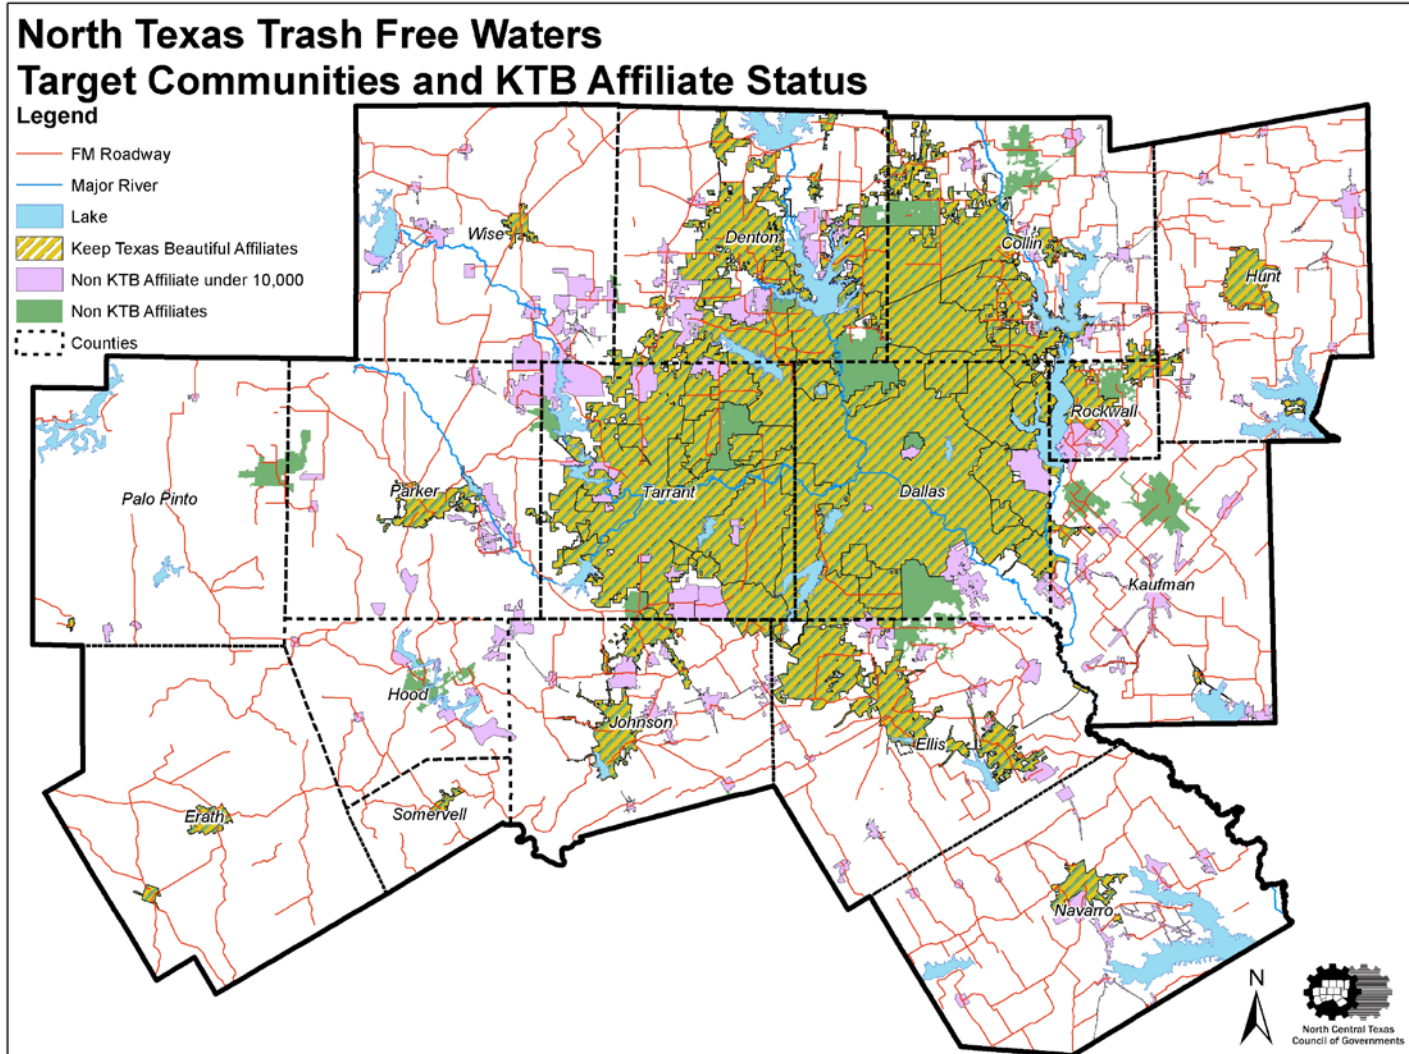 North Texas Trash Free Waters
Target Communities and KTB Affiliate Status
Legend
FM Roadway
Major River
Lake
Keep Texas Beautiful Affiliates
Non KTB Affiliate under 10,000
Non KTB Affiliates
Counties
Wise
Denton
Collin
Hunt
Palo Pinto
Parker
Tarrant
Dallas
Rockwall
Kaufman
Hood
Johnson
Ellis
Erath
Somervell
Navarro
N
North Central Texas
Council of Governments